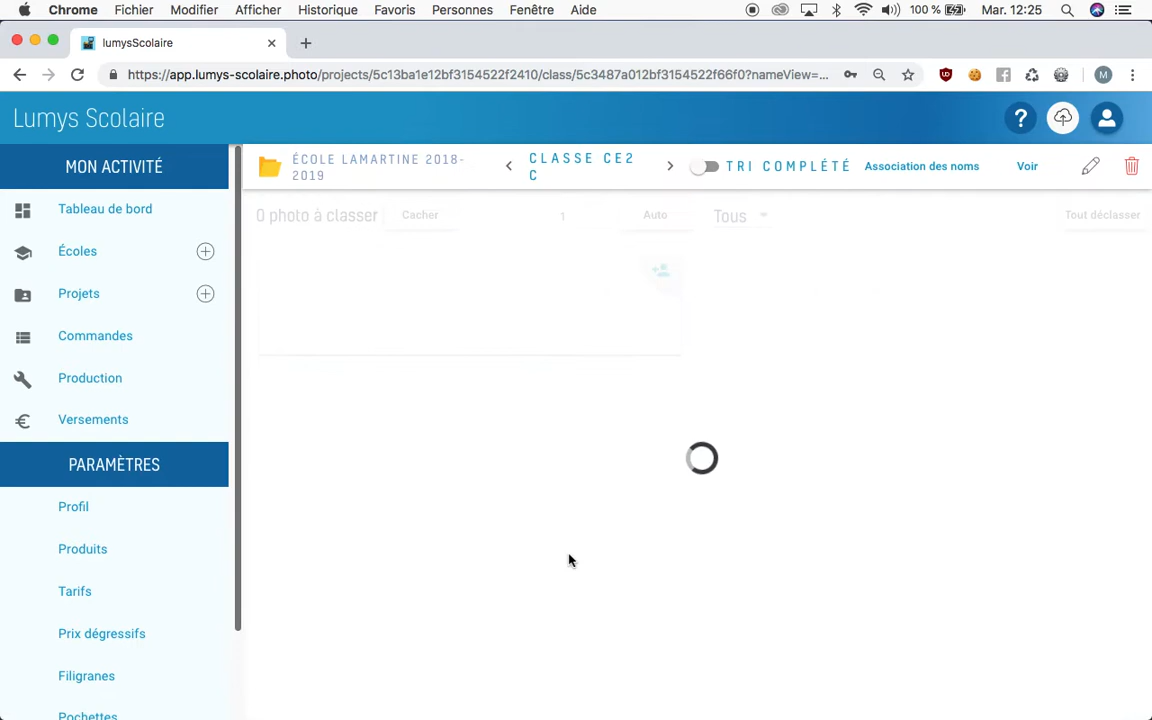 Chrome Fichier Modifier Afficher Historique Favoris Personnes Fenêtre Aide 100 % Mar. 12:25
lumysScolaire
https://app.lumys-scolaire.photo/projects/5c13ba1e12bf3154522f2410/class/5c3487a012bf3154522f66f0?nameView=... M
Lumys Scolaire ?
MON ACTIVITÉ
ÉCOLE LAMARTINE 2018-
2019
CLASSE CE2
C
TRI COMPLÉTÉ Association des noms Voir
0 photo à classer Cacher 1 Auto Tous Tout déclasser
Tableau de bord
Écoles
Projets
Commandes
Production
Versements
PARAMÈTRES
Profil
Produits
Tarifs
Prix dégressifs
Filigranes
Pochettes